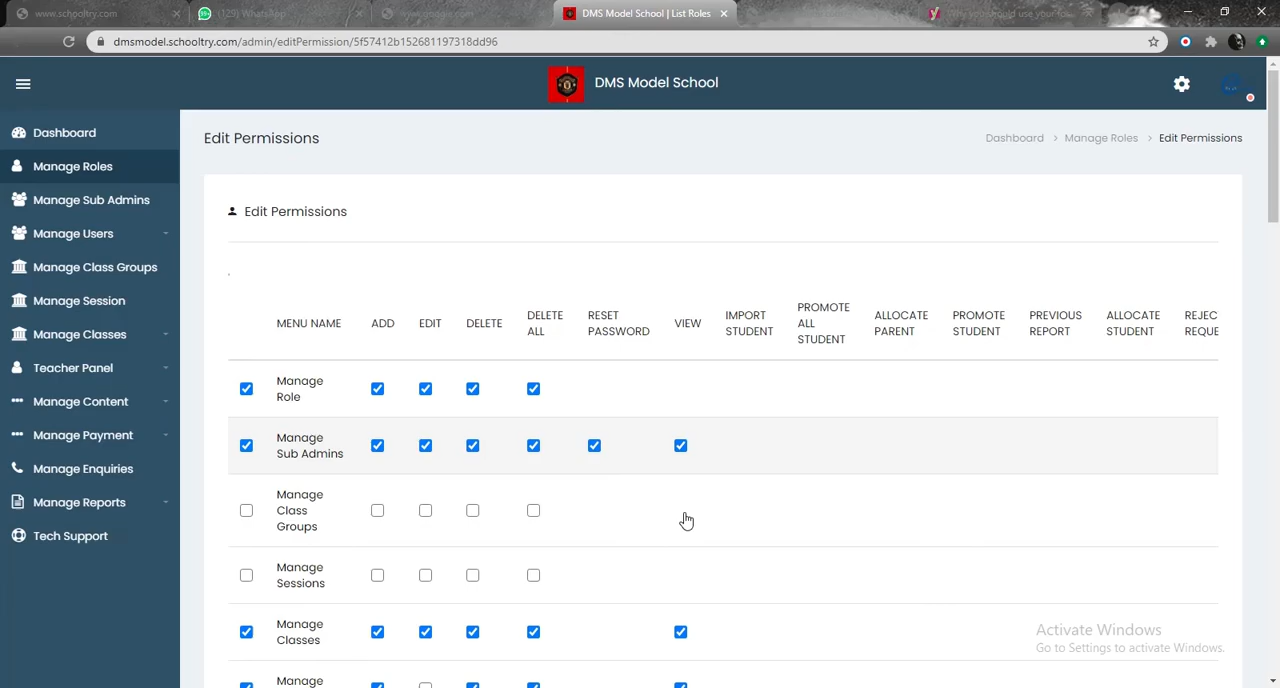 www.schooltry.com
(129) WhatsApp
DMS Model School | List Roles
dmsmodel.schooltry.com/admin/editPermission/5f57412b152681197318dd96
DMS Model School
Dashboard
Manage Roles
Manage Sub Admins
Manage Users
Manage Class Groups
Manage Session
Manage Classes
Teacher Panel
Manage Content
Manage Payment
Manage Enquiries
Manage Reports
Tech Support
Edit Permissions
Dashboard > Manage Roles > Edit Permissions
Edit Permissions
MENU NAME
ADD
EDIT
DELETE
DELETE
ALL
RESET
PASSWORD
VIEW
IMPORT
STUDENT
PROMOTE
ALL
STUDENT
ALLOCATE
PARENT
PROMOTE
STUDENT
PREVIOUS
REPORT
ALLOCATE
STUDENT
REJEC
REQUE
Manage
Role
Manage
Sub Admins
Manage
Class
Groups
Manage
Sessions
Manage
Classes
Manage
Activate Windows
Go to Settings to activate Windows.